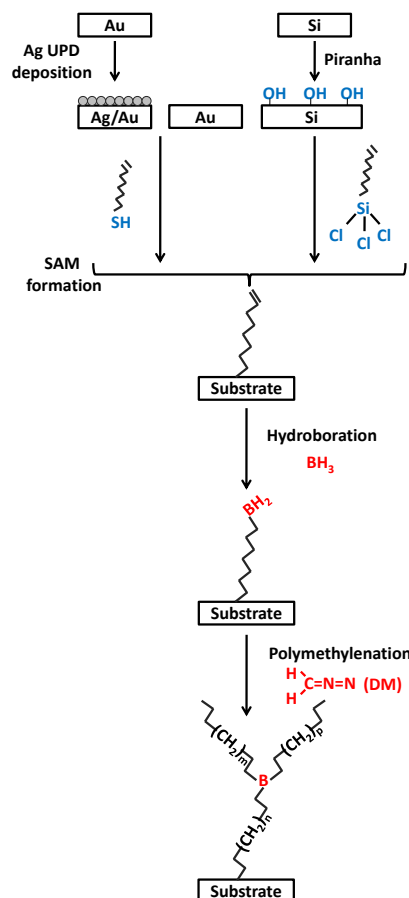 Au
Si
Ag UPD
deposition
Piranha
OH OH OH
Ag/Au
Au
Si
SH
Si
Cl Cl Cl
SAM
formation
Substrate
Hydroboration
BH3
BH2
Substrate
Polymethylenation
H
C=N=N (DM)
H
(CH2)m
(CH2)p
B
(CH2)n
Substrate